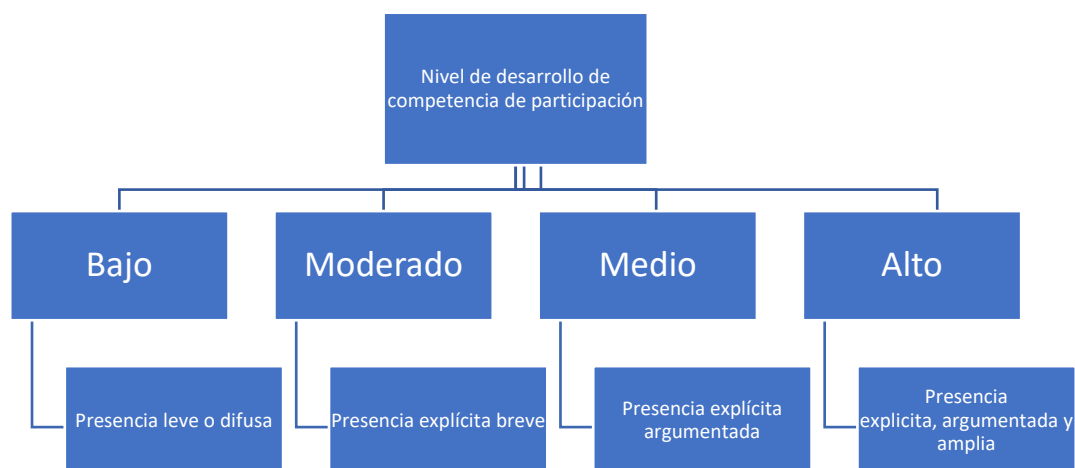 Nivel de desarrollo de
competencia de participación
Bajo
Moderado
Medio
Alto
Presencia leve o difusa
Presencia explícita breve
Presencia explícita
argumentada
Presencia
explicita, argumentada y
amplia